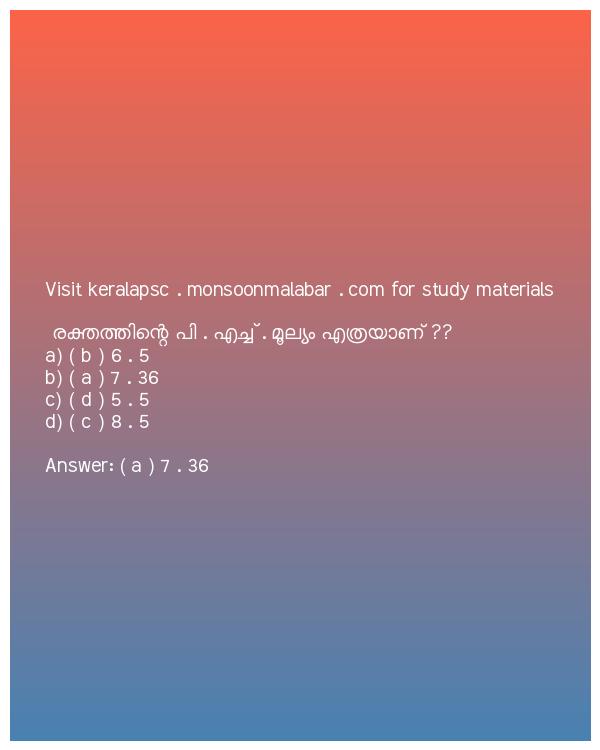 Visit keralapsc . monsoonmalabar . com for study materials
രക്തത്തിന്റെ പി . എച്ച് . മൂല്യം എത്രയാണ് ??
a) ( b ) 6 . 5
b) ( a ) 7 . 36
c) ( d ) 5 . 5
d) ( c ) 8 . 5
Answer: ( a ) 7 . 36